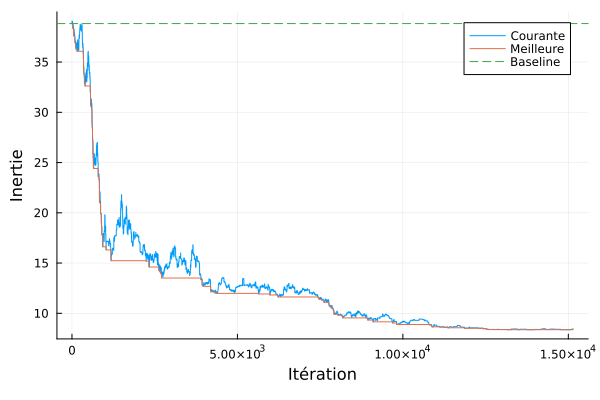 Courante
Meilleure
Baseline
Inertie
35
30
25
20
15
10
0
5.00×10³
1.00×10⁴
1.50×10⁴
Itération